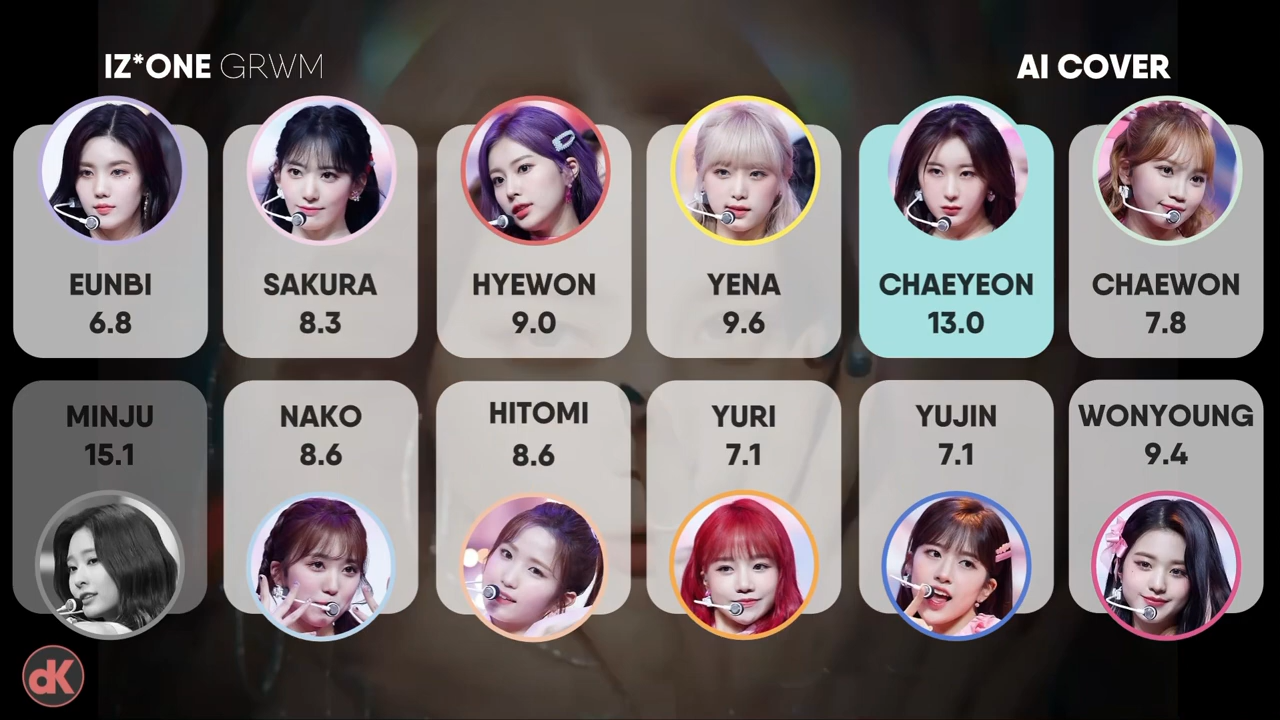 IZ*ONE GRWM
AI COVER
EUNBI
6.8
SAKURA
8.3
HYEWON
9.0
YENA
9.6
CHAEYEON
13.0
CHAEWON
7.8
MINJU
15.1
NAKO
8.6
HITOMI
8.6
YURI
7.1
YUJIN
7.1
WONYOUNG
9.4
dK